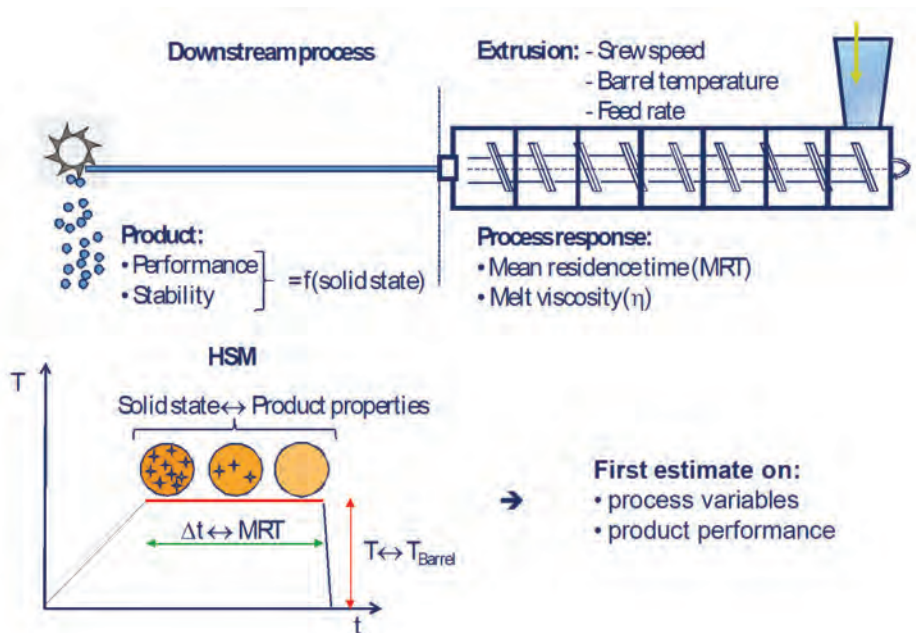 Downstream process
Extrusion: - Srew speed
- Barrel temperature
- Feed rate
Product:
• Performance
• Stability
= f(solid state)
Process response:
• Mean residence time (MRT)
• Melt viscosity (η)
HSM
T
Solid state↔ Product properties
Δt ↔ MRT
T↔ T_Barrel
t
➔
First estimate on:
• process variables
• product performance